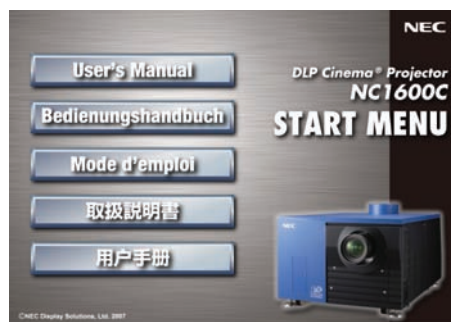 NEC
DLP Cinema® Projector
NC1600C
START MENU
User's Manual
Bedienungshandbuch
Mode d'emploi
取扱説明書
用户手册
NEC
©NEC Display Solutions, Ltd. 2007